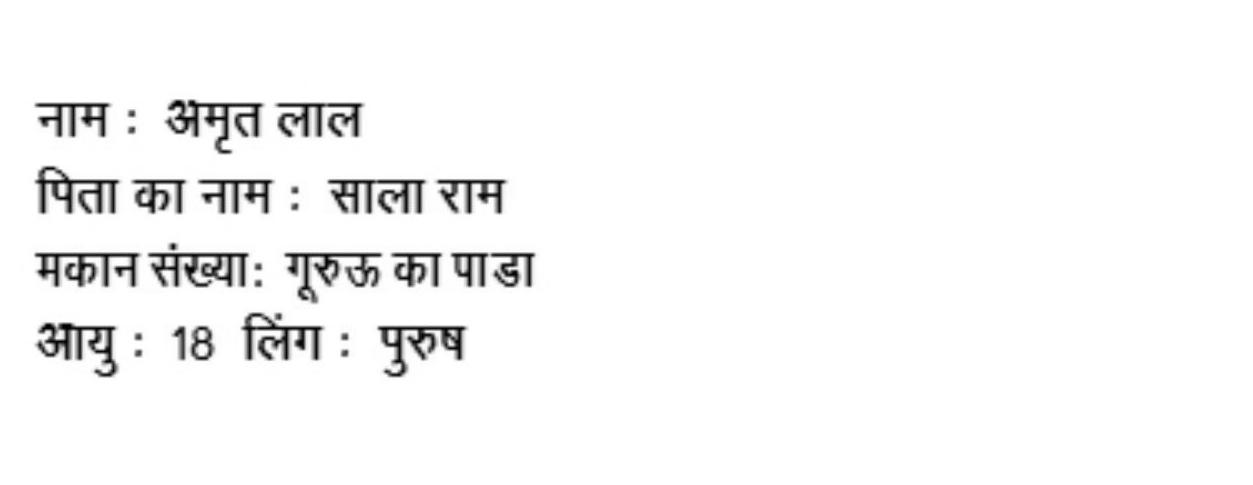 नाम : अमृत लाल
पिता का नाम : साला राम
मकान संख्या: गूरुऊ का पाडा
आयु : 18 लिंग : पुरुष